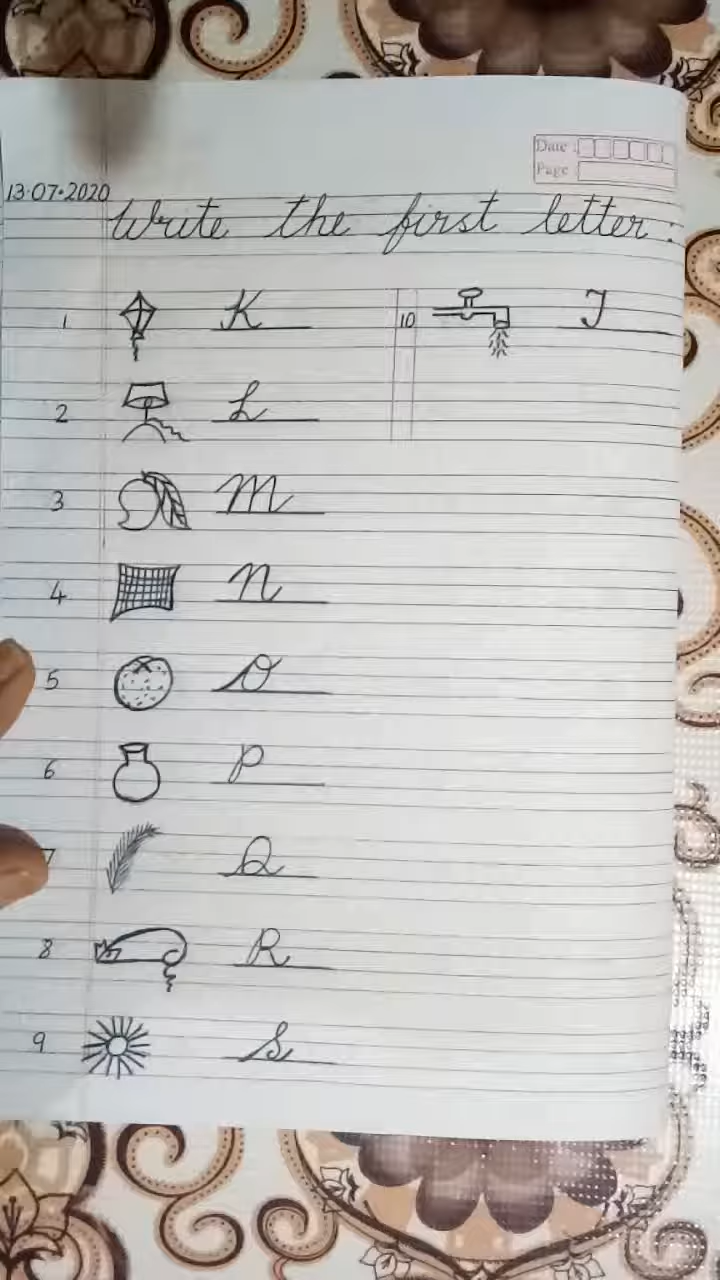 Date :
Page
13.07.2020
Write the first letter :
1 K 10 T
2 L
3 M
4 N
5 O
6 P
7 Q
8 R
9 S